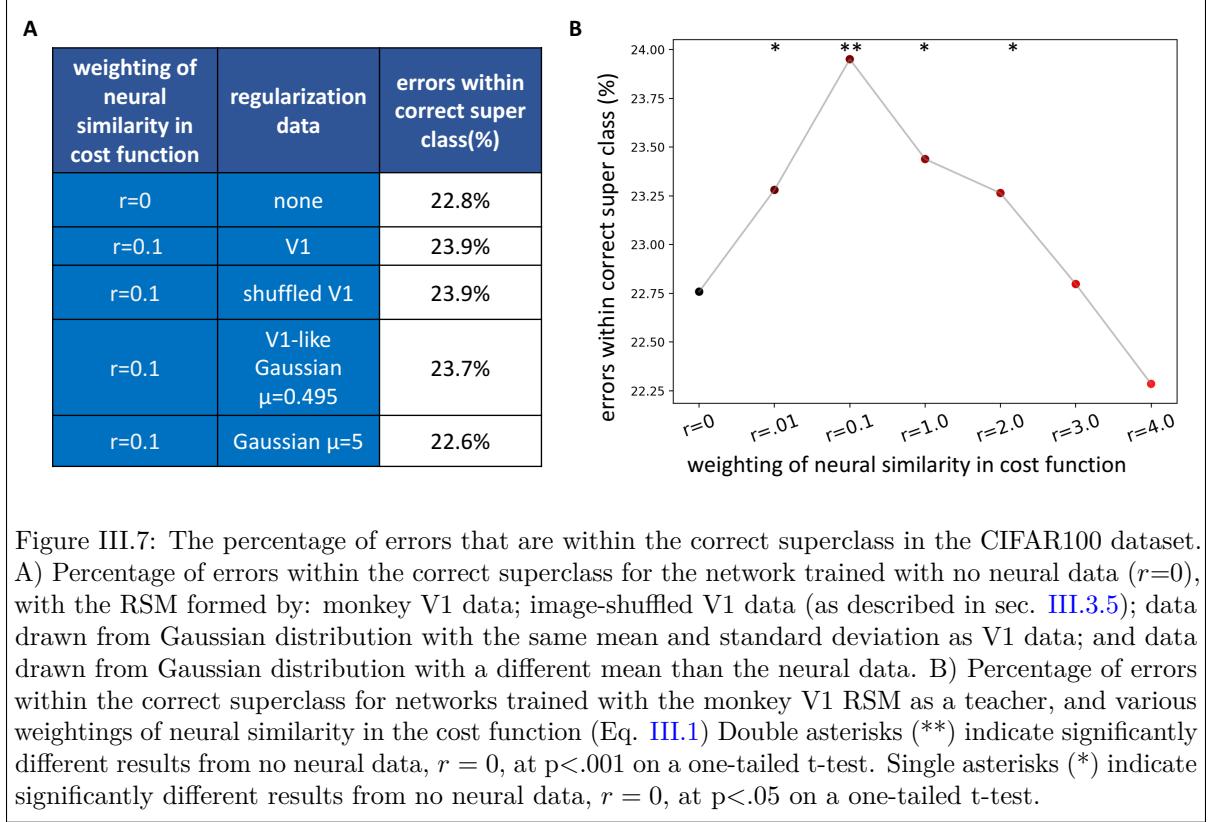 A
weighting of
neural
similarity in
cost function
regularization
data
errors within
correct super
class(%)
r=0
none
22.8%
r=0.1
V1
23.9%
r=0.1
shuffled V1
23.9%
r=0.1
V1-like
Gaussian
μ=0.495
23.7%
r=0.1
Gaussian μ=5
22.6%
B
errors within correct super class (%)
24.00
23.75
23.50
23.25
23.00
22.75
22.50
22.25
*
**
*
*
r=0
r=.01
r=0.1
r=1.0
r=2.0
r=3.0
r=4.0
weighting of neural similarity in cost function
Figure III.7: The percentage of errors that are within the correct superclass in the CIFAR100 dataset.
A) Percentage of errors within the correct superclass for the network trained with no neural data (r=0),
with the RSM formed by: monkey V1 data; image-shuffled V1 data (as described in sec. III.3.5); data
drawn from Gaussian distribution with the same mean and standard deviation as V1 data; and data
drawn from Gaussian distribution with a different mean than the neural data. B) Percentage of errors
within the correct superclass for networks trained with the monkey V1 RSM as a teacher, and various
weightings of neural similarity in the cost function (Eq. III.1) Double asterisks (**) indicate significantly
different results from no neural data, r = 0, at p<.001 on a one-tailed t-test. Single asterisks (*) indicate
significantly different results from no neural data, r = 0, at p<.05 on a one-tailed t-test.